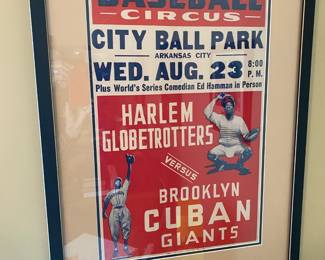 BASEBALL
CIRCUS
CITY BALL PARK
ARKANSAS CITY
WED. AUG. 23 8:00 P.M.
Plus World's Series Comedian Ed Hamman in Person
HARLEM
GLOBETROTTERS
VERSUS
BROOKLYN
CUBAN
GIANTS